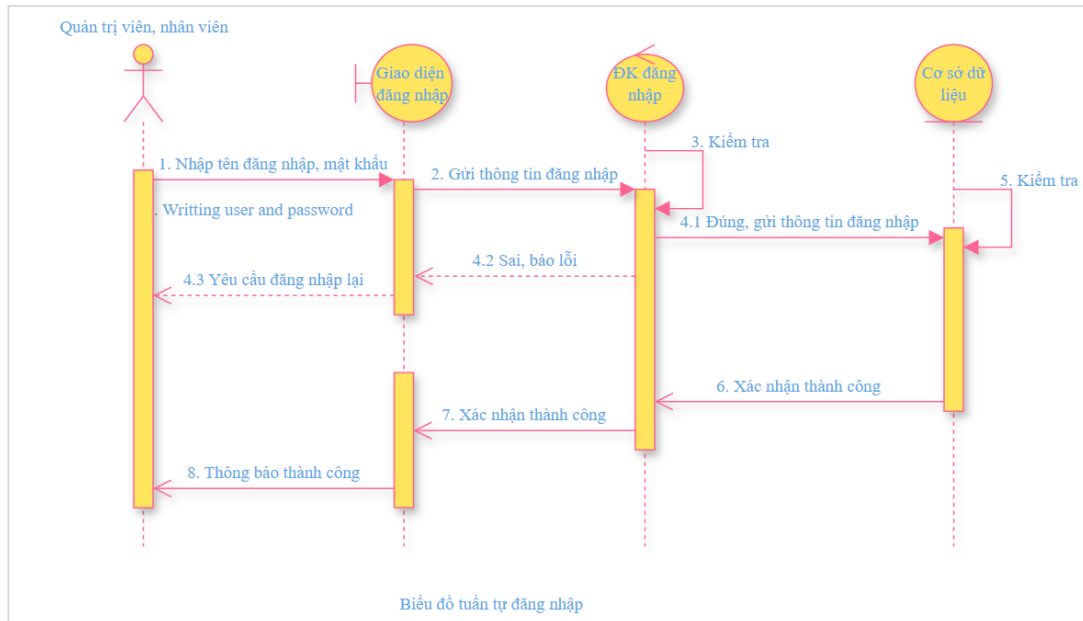 Quản trị viên, nhân viên
Giao diện
đăng nhập
ĐK đăng
nhập
Cơ sở dữ
liệu
3. Kiểm tra
1. Nhập tên đăng nhập, mật khẩu
2. Gửi thông tin đăng nhập
5. Kiểm tra
. Writting user and password
4.1 Đúng, gửi thông tin đăng nhập
4.2 Sai, báo lỗi
4.3 Yêu cầu đăng nhập lại
6. Xác nhận thành công
7. Xác nhận thành công
8. Thông báo thành công
Biểu đồ tuần tự đăng nhập